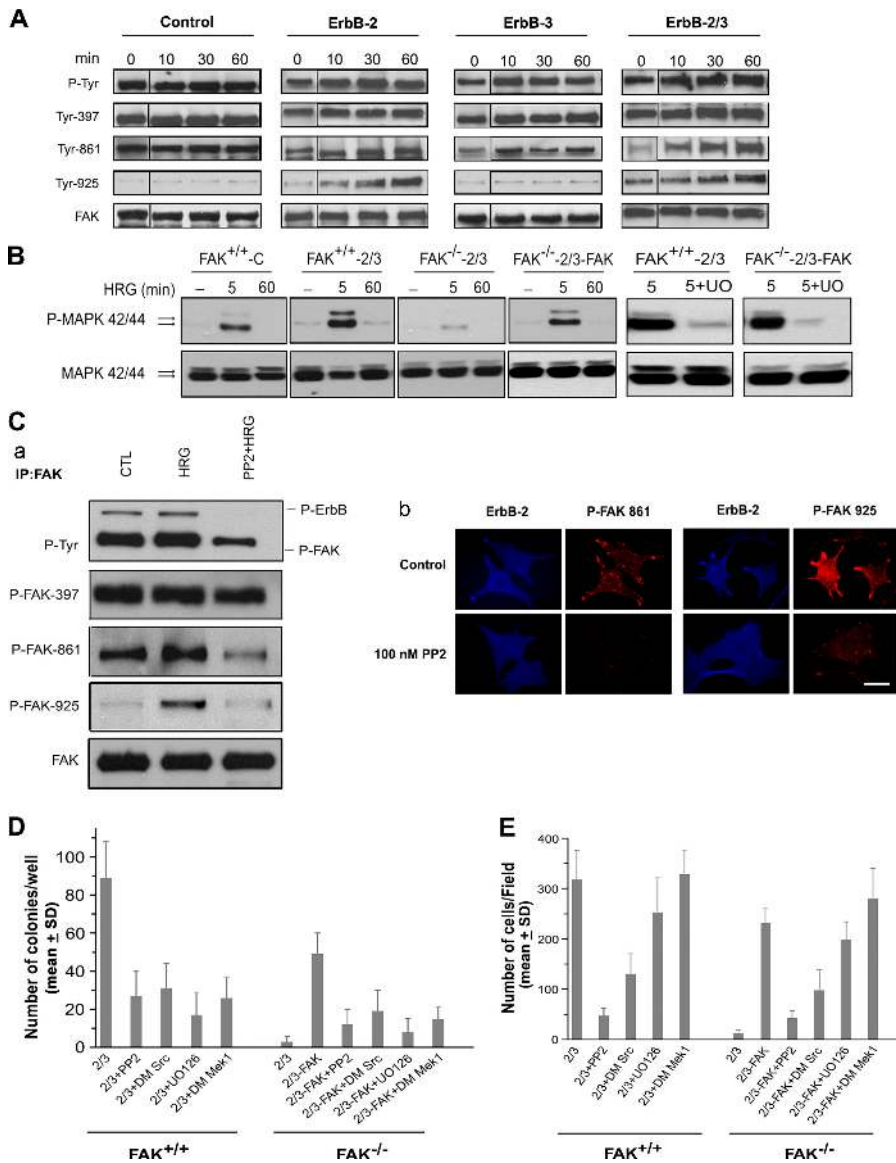 A
Control ErbB-2 ErbB-3 ErbB-2/3
min 0 10 30 60 0 10 30 60 0 10 30 60 0 10 30 60
P-Tyr
Tyr-397
Tyr-861
Tyr-925
FAK
B
FAK+/+-C FAK+/+-2/3 FAK-/--2/3 FAK-/--2/3-FAK FAK+/+-2/3 FAK-/--2/3-FAK
HRG (min) – 5 60 – 5 60 – 5 60 – 5 60 5 5+UO 5 5+UO
P-MAPK 42/44
MAPK 42/44
C
a
IP:FAK CTL HRG PP2+HRG
P-Tyr
P-ErbB
P-FAK
P-FAK-397
P-FAK-861
P-FAK-925
FAK
b
ErbB-2 P-FAK 861 ErbB-2 P-FAK 925
Control
100 nM PP2
D
Number of colonies/well
(mean ± SD)
100
80
60
40
20
0
2/3 2/3+PP2 2/3+DM Src 2/3+UO126 2/3+DM Mek1 2/3 2/3-FAK 2/3-FAK+PP2 2/3-FAK+DM Src 2/3-FAK+UO126 2/3-FAK+DM Mek1
FAK+/+ FAK-/-
E
Number of cells/Field
(mean ± SD)
400
300
200
100
0
2/3 2/3+PP2 2/3+DM Src 2/3+UO126 2/3+DM Mek1 2/3 2/3-FAK 2/3-FAK+PP2 2/3-FAK+DM Src 2/3-FAK+UO126 2/3-FAK+DM Mek1
FAK+/+ FAK-/-